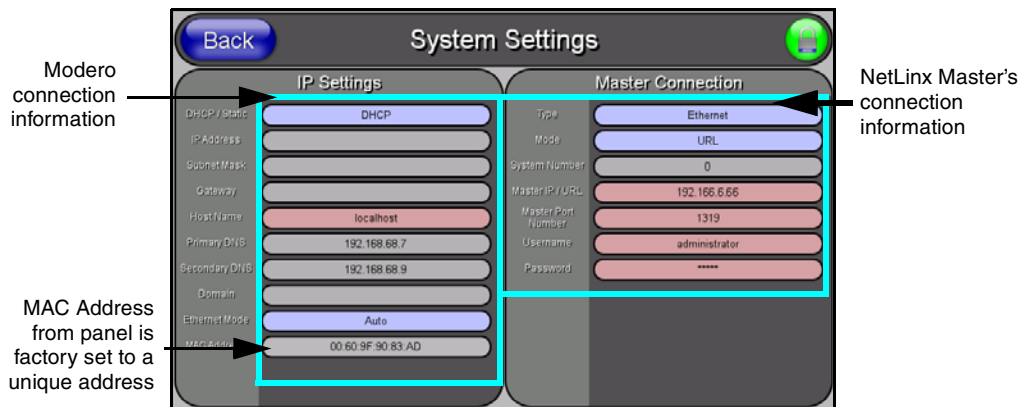 Back
System Settings
Modero
connection
information
IP Settings
DHCP / Static
DHCP
IP Address
Subnet Mask
Gateway
Host Name
localhost
Primary DNS
192.168.68.7
Secondary DNS
192.168.68.9
Domain
Ethernet Mode
Auto
00:60:9F:90:83:AD
MAC Address
from panel is
factory set to a
unique address
Master Connection
Type
Ethernet
Mode
URL
System Number
0
Master IP / URL
192.166.6.66
Master Port
Number
1319
Username
administrator
Password
*****
NetLinx Master's
connection
information